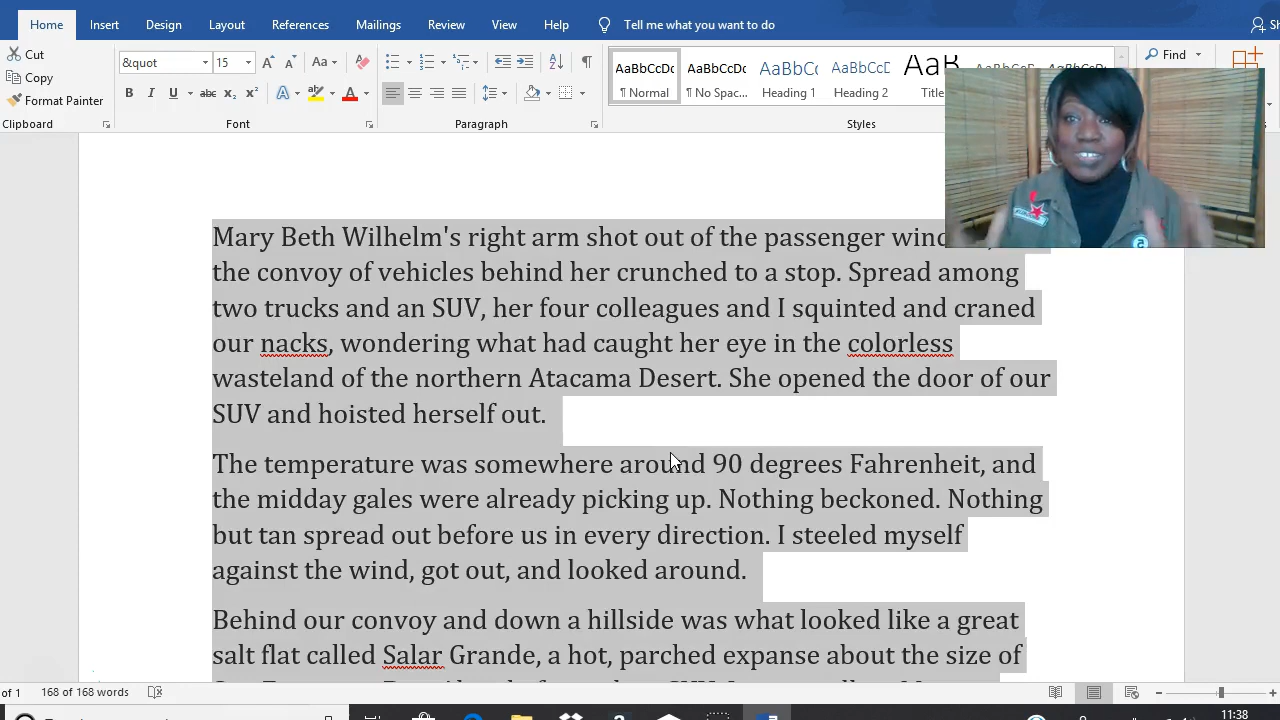 Home Insert Design Layout References Mailings Review View Help Tell me what you want to do
Cut
Copy
Format Painter
Clipboard
&quot 15 Aa
B I U abc x₂ x² A A
Font
Paragraph
AaBbCcDc AaBbCcDc AaBbCcD AaBbCcD AaB
¶ Normal ¶ No Spac... Heading 1 Heading 2 Title
Styles
Find
Mary Beth Wilhelm's right arm shot out of the passenger
the convoy of vehicles behind her crunched to a stop. Spread among
two trucks and an SUV, her four colleagues and I squinted and craned
our nacks, wondering what had caught her eye in the colorless
wasteland of the northern Atacama Desert. She opened the door of our
SUV and hoisted herself out.
The temperature was somewhere around 90 degrees Fahrenheit, and
the midday gales were already picking up. Nothing beckoned. Nothing
but tan spread out before us in every direction. I steeled myself
against the wind, got out, and looked around.
Behind our convoy and down a hillside was what looked like a great
salt flat called Salar Grande, a hot, parched expanse about the size of
of 1 168 of 168 words
11:38